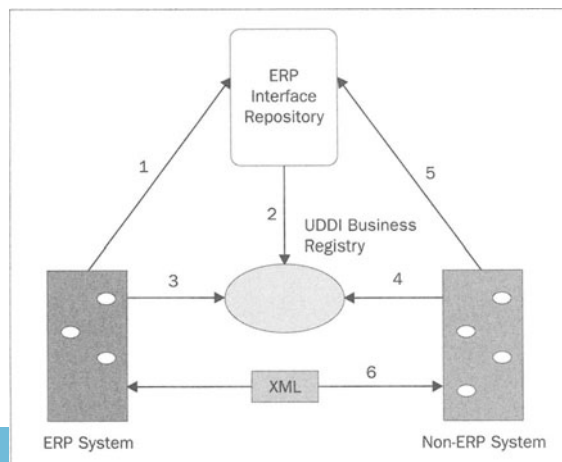 ERP
Interface
Repository
1
5
2
UDDI Business
Registry
3
4
XML
6
ERP System
Non-ERP System